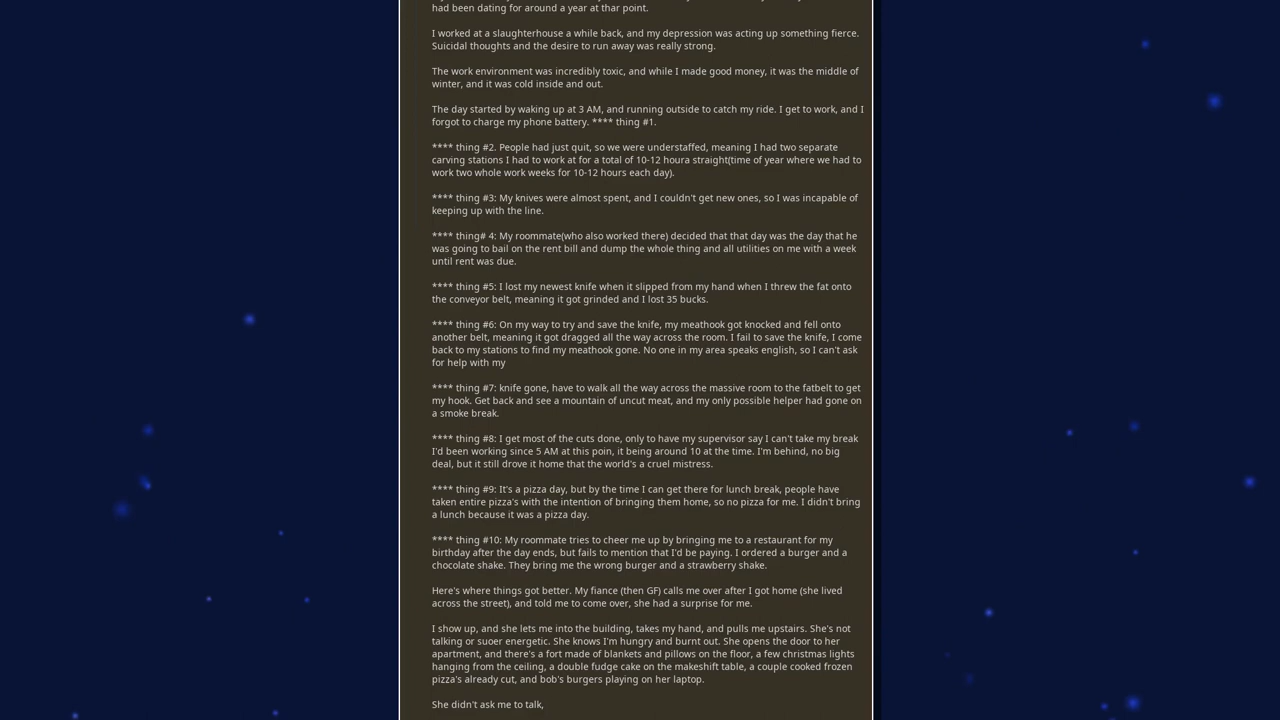 had been dating for around a year at thar point.
I worked at a slaughterhouse a while back, and my depression was acting up something fierce.
Suicidal thoughts and the desire to run away was really strong.
The work environment was incredibly toxic, and while I made good money, it was the middle of
winter, and it was cold inside and out.
The day started by waking up at 3 AM, and running outside to catch my ride. I get to work, and I
forgot to charge my phone battery. **** thing #1.
**** thing #2. People had just quit, so we were understaffed, meaning I had two separate
carving stations I had to work at for a total of 10-12 houra straight(time of year where we had to
work two whole work weeks for 10-12 hours each day).
**** thing #3: My knives were almost spent, and I couldn't get new ones, so I was incapable of
keeping up with the line.
**** thing# 4: My roommate(who also worked there) decided that that day was the day that he
was going to bail on the rent bill and dump the whole thing and all utilities on me with a week
until rent was due.
**** thing #5: I lost my newest knife when it slipped from my hand when I threw the fat onto
the conveyor belt, meaning it got grinded and I lost 35 bucks.
**** thing #6: On my way to try and save the knife, my meathook got knocked and fell onto
another belt, meaning it got dragged all the way across the room. I fail to save the knife, I come
back to my stations to find my meathook gone. No one in my area speaks english, so I can't ask
for help with my
**** thing #7: knife gone, have to walk all the way across the massive room to the fatbelt to get
my hook. Get back and see a mountain of uncut meat, and my only possible helper had gone on
a smoke break.
**** thing #8: I get most of the cuts done, only to have my supervisor say I can't take my break
I'd been working since 5 AM at this poin, it being around 10 at the time. I'm behind, no big
deal, but it still drove it home that the world's a cruel mistress.
**** thing #9: It's a pizza day, but by the time I can get there for lunch break, people have
taken entire pizza's with the intention of bringing them home, so no pizza for me. I didn't bring
a lunch because it was a pizza day.
**** thing #10: My roommate tries to cheer me up by bringing me to a restaurant for my
birthday after the day ends, but fails to mention that I'd be paying. I ordered a burger and a
chocolate shake. They bring me the wrong burger and a strawberry shake.
Here's where things got better. My fiance (then GF) calls me over after I got home (she lived
across the street), and told me to come over, she had a surprise for me.
I show up, and she lets me into the building, takes my hand, and pulls me upstairs. She's not
talking or suoer energetic. She knows I'm hungry and burnt out. She opens the door to her
apartment, and there's a fort made of blankets and pillows on the floor, a few christmas lights
hanging from the ceiling, a double fudge cake on the makeshift table, a couple cooked frozen
pizza's already cut, and bob's burgers playing on her laptop.
She didn't ask me to talk,